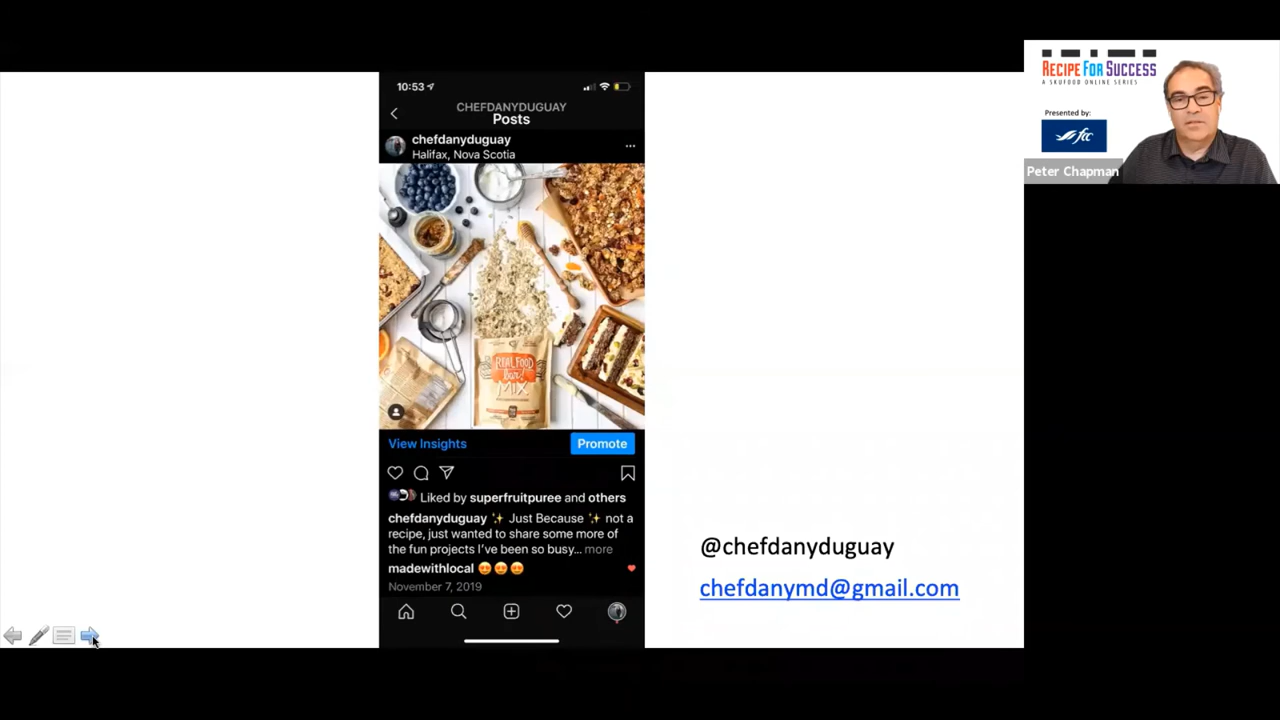 10:53
CHEFDANYDUGUAY
Posts
chefdanyduguay
Halifax, Nova Scotia
REAL FOOD
bar!
MIX
View Insights
Promote
Liked by superfruitpuree and others
chefdanyduguay ✨ Just Because ✨ not a
recipe, just wanted to share some more of
the fun projects I've been so busy... more
madewithlocal 😍 😍 😍
November 7, 2019
@chefdanyduguay
chefdanymd@gmail.com
RECIPE FOR SUCCESS
A SKUFOOD ONLINE SERIES
Presented by:
fcc
Peter Chapman